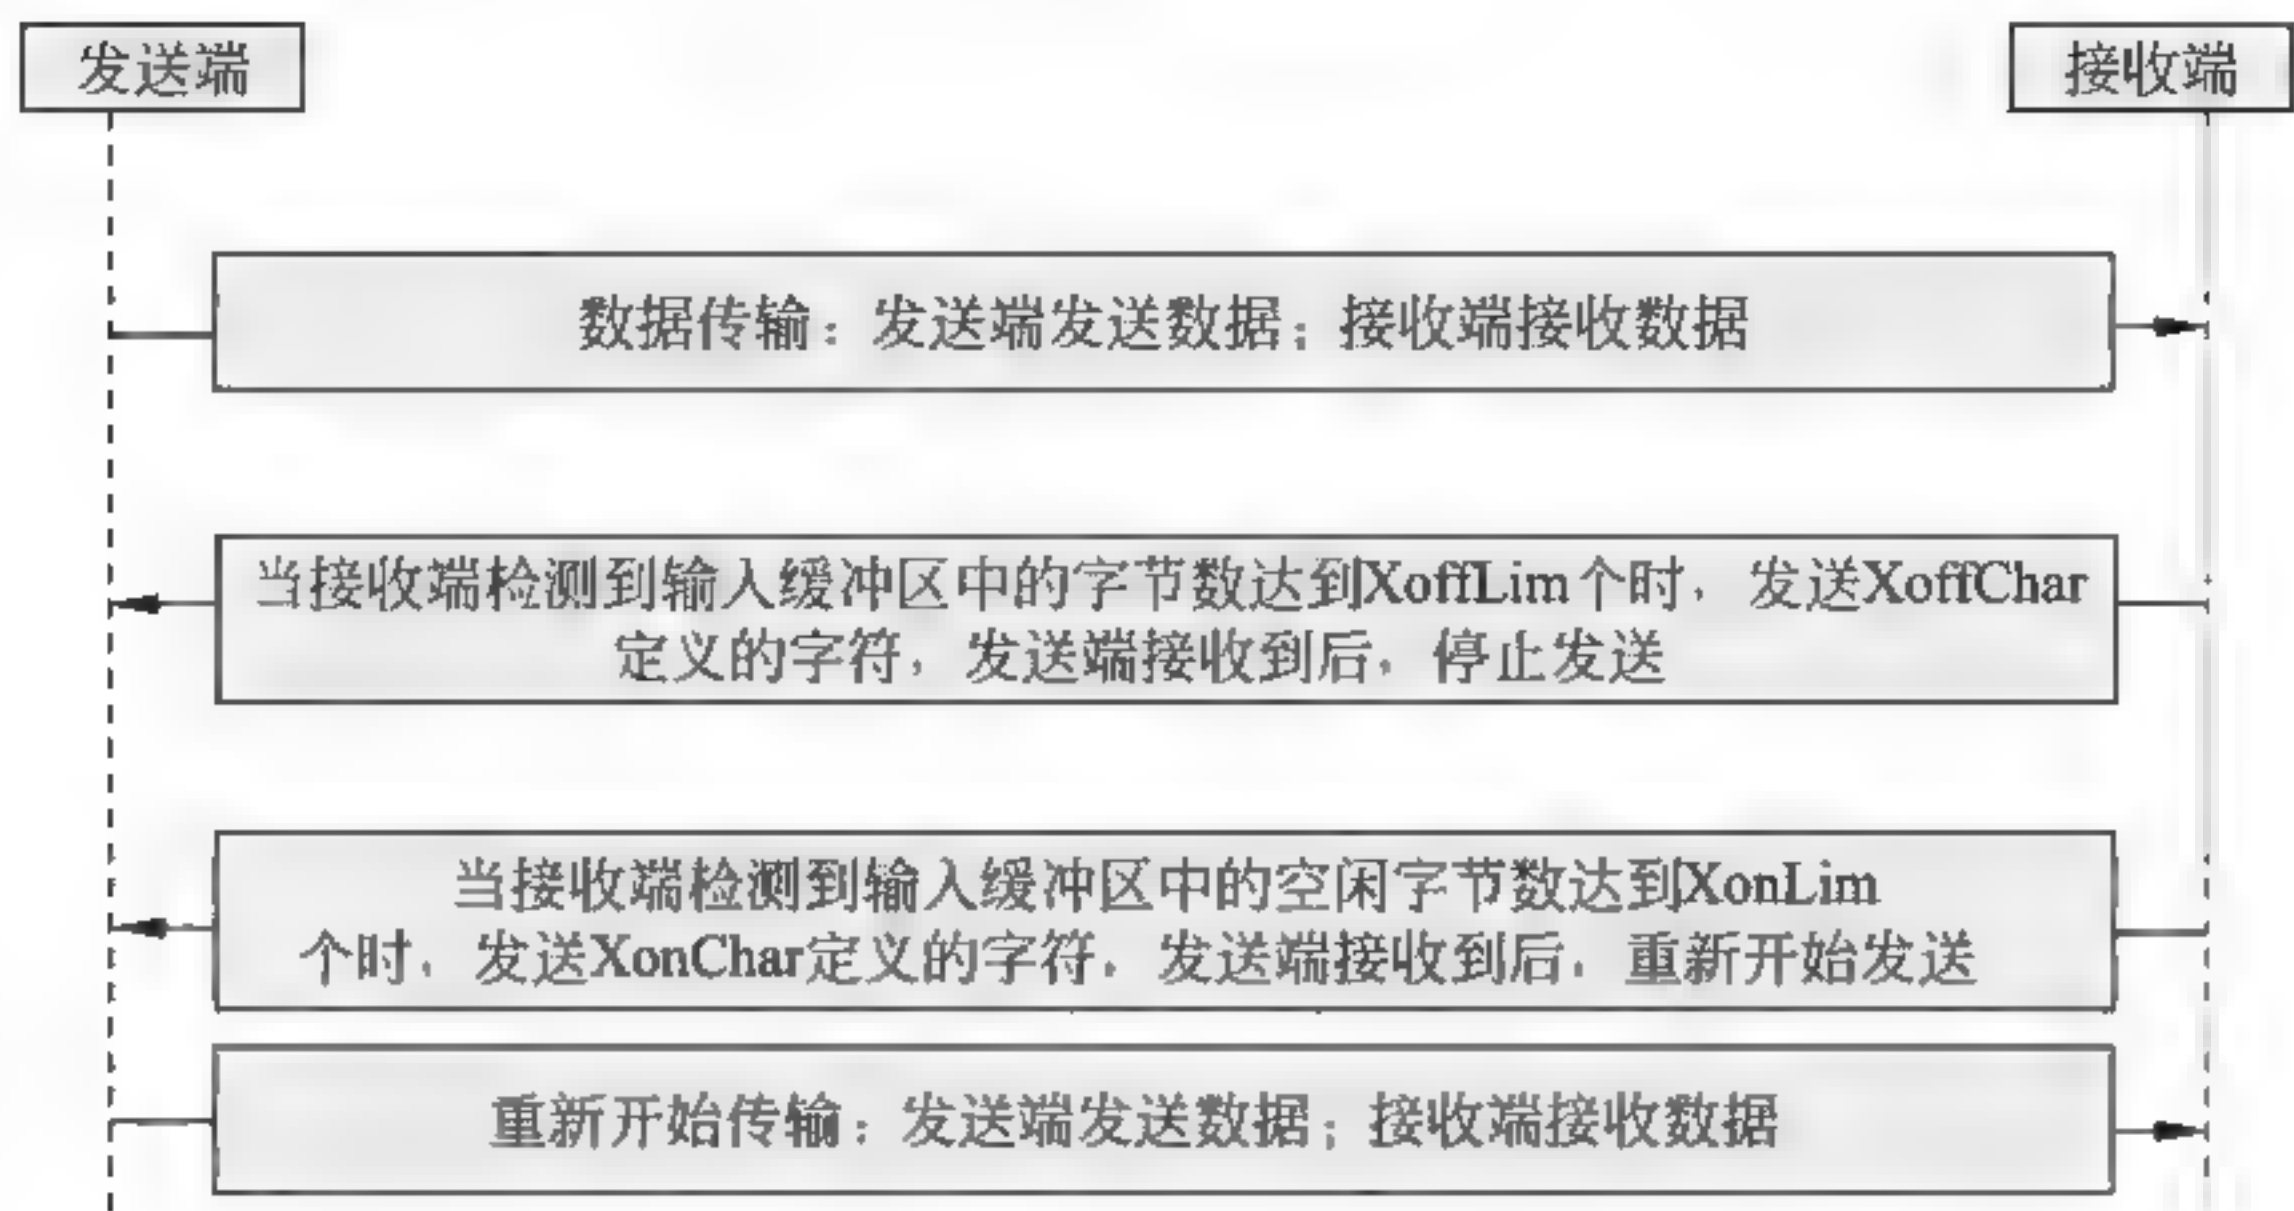 发送端
接收端
数据传输：发送端发送数据；接收端接收数据
当接收端检测到输入缓冲区中的字节数达到XoffLim个时，发送XoffChar
定义的字符，发送端接收到后，停止发送
当接收端检测到输入缓冲区中的空闲字节数达到XonLim
个时，发送XonChar定义的字符，发送端接收到后，重新开始发送
重新开始传输：发送端发送数据；接收端接收数据